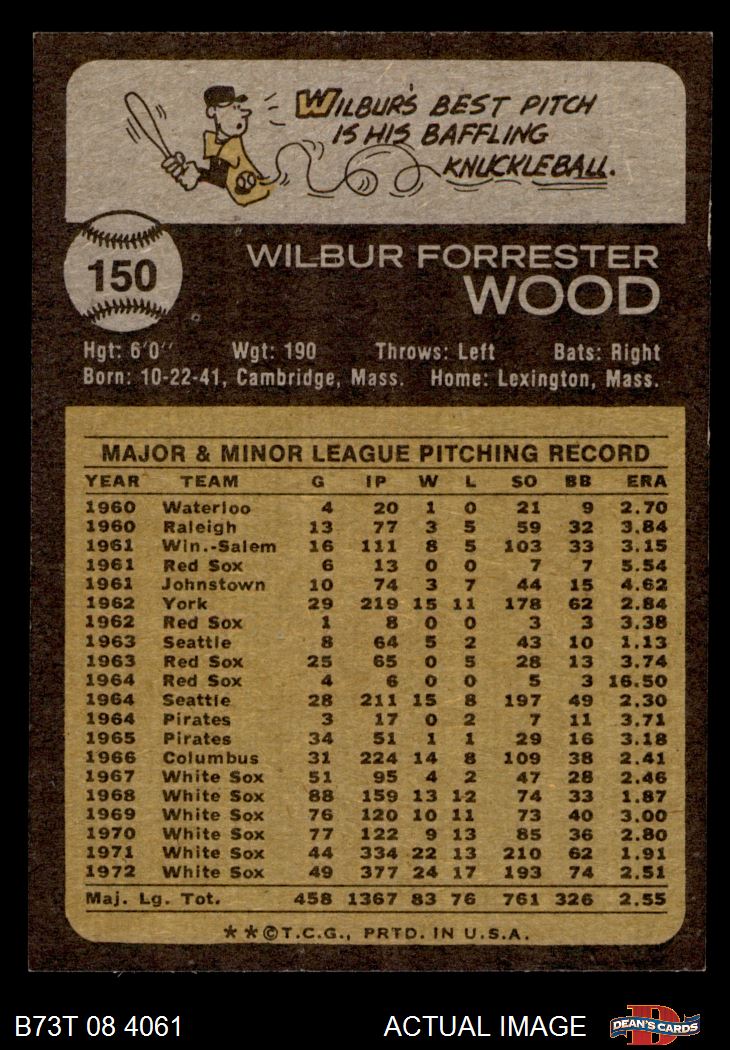 WILBUR'S BEST PITCH
IS HIS BAFFLING
KNUCKLEBALL.
150
WILBUR FORRESTER
WOOD
Hgt: 6'0" Wgt: 190 Throws: Left Bats: Right
Born: 10-22-41, Cambridge, Mass. Home: Lexington, Mass.
MAJOR & MINOR LEAGUE PITCHING RECORD
YEAR TEAM G IP W L SO BB ERA
1960 Waterloo 4 20 1 0 21 9 2.70
1960 Raleigh 13 77 3 5 59 32 3.84
1961 Win.-Salem 16 111 8 5 103 33 3.15
1961 Red Sox 6 13 0 0 7 7 5.54
1961 Johnstown 10 74 3 7 44 15 4.62
1962 York 29 219 15 11 178 62 2.84
1962 Red Sox 1 8 0 0 3 3 3.38
1963 Seattle 8 64 5 2 43 10 1.13
1963 Red Sox 25 65 0 5 28 13 3.74
1964 Red Sox 4 6 0 0 5 3 16.50
1964 Seattle 28 211 15 8 197 49 2.30
1964 Pirates 3 17 0 2 7 11 3.71
1965 Pirates 34 51 1 1 29 16 3.18
1966 Columbus 31 224 14 8 109 38 2.41
1967 White Sox 51 95 4 2 47 28 2.46
1968 White Sox 88 159 13 12 74 33 1.87
1969 White Sox 76 120 10 11 73 40 3.00
1970 White Sox 77 122 9 13 85 36 2.80
1971 White Sox 44 334 22 13 210 62 1.91
1972 White Sox 49 377 24 17 193 74 2.51
Maj. Lg. Tot. 458 1367 83 76 761 326 2.55
★★©T.C.G., PRTD. IN U.S.A.
B73T 08 4061 ACTUAL IMAGE D DEAN'S CARDS